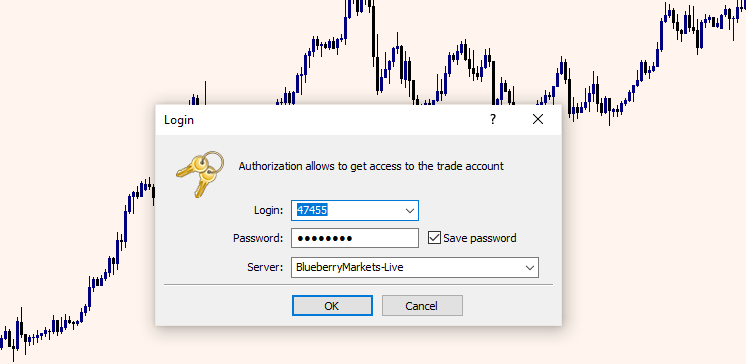 Login
Authorization allows to get access to the trade account
Login: 47455
Password: ●●●●●●●● Save password
Server: BlueberryMarkets-Live
OK Cancel